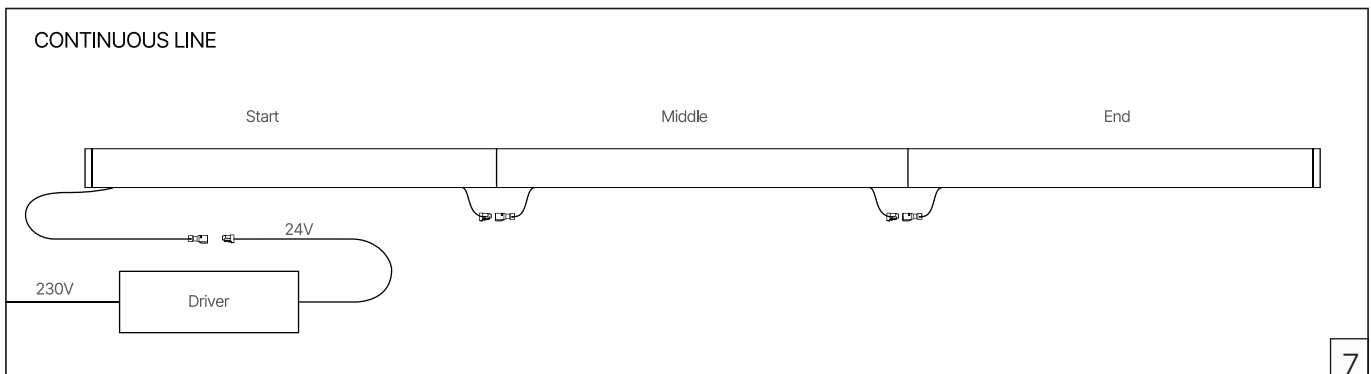 CONTINUOUS LINE
Start
Middle
End
24V
230V
Driver
7